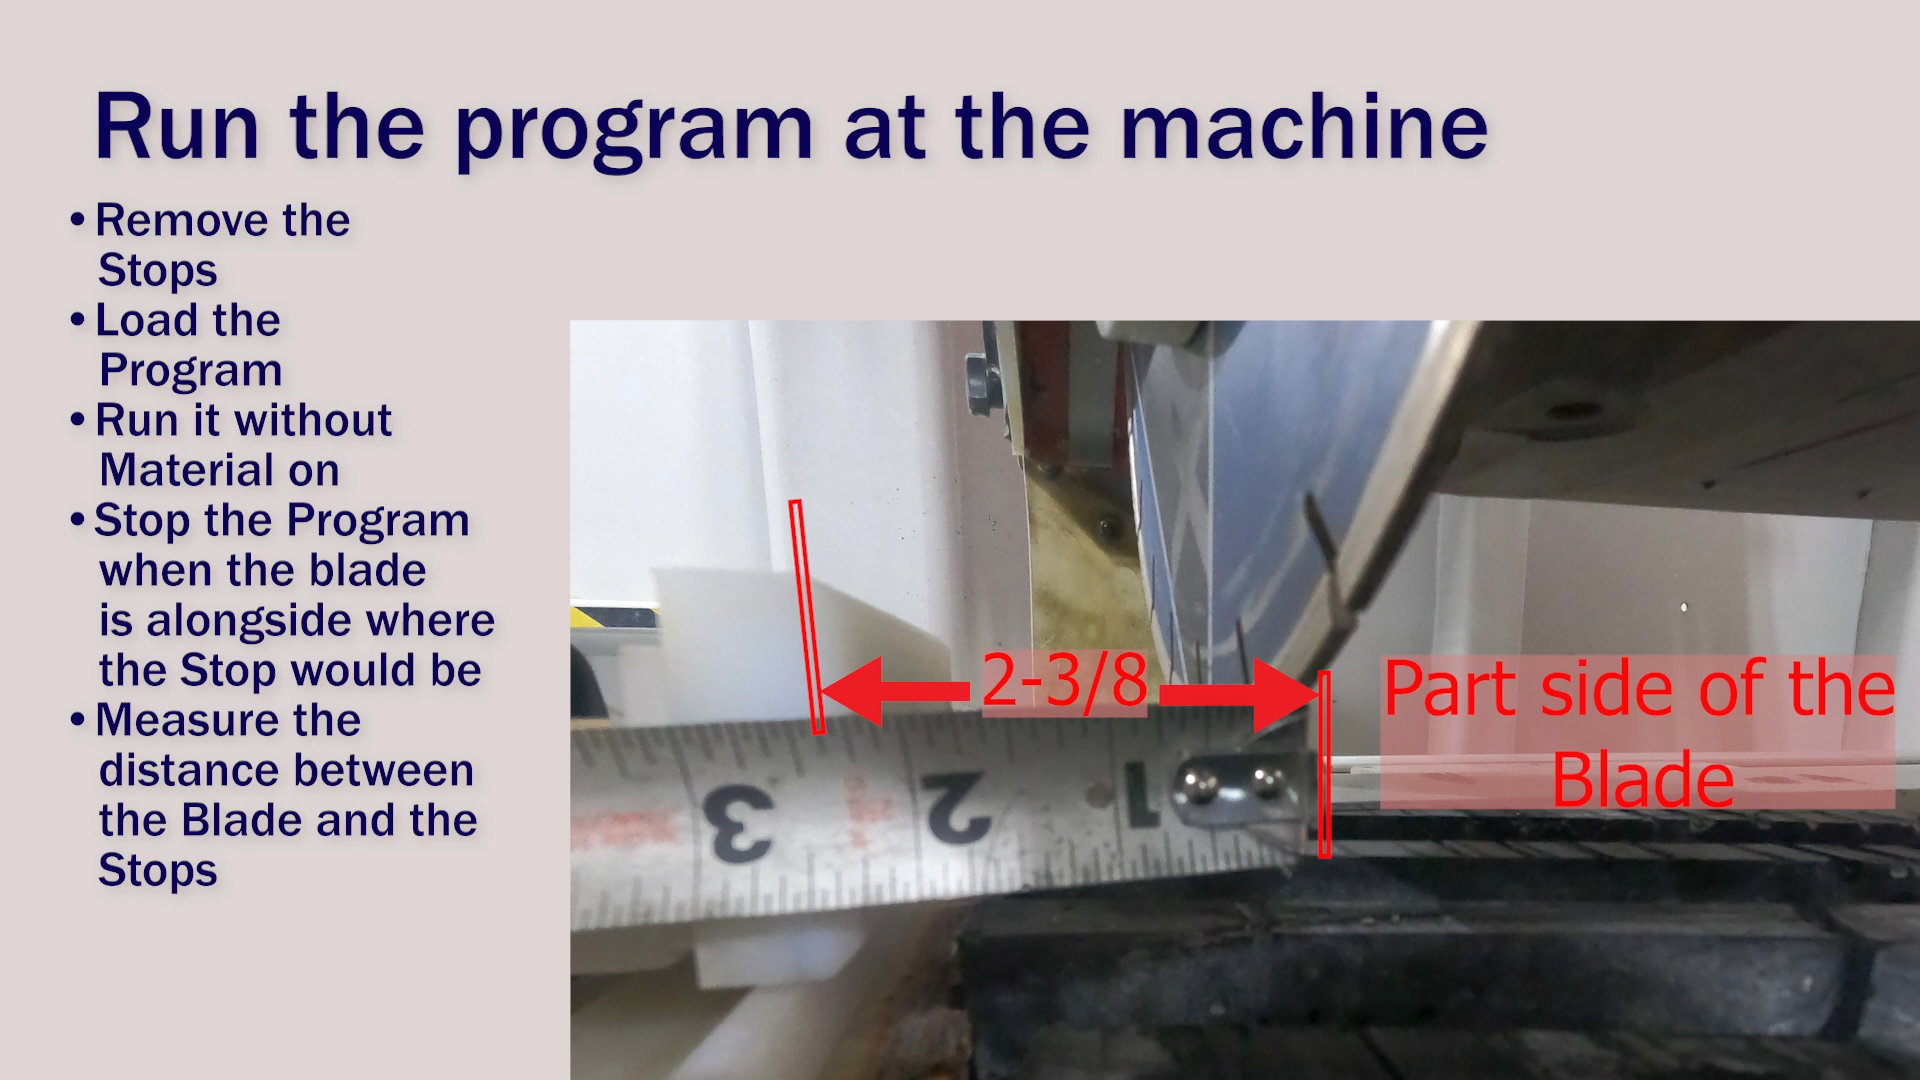 Run the program at the machine
• Remove the
Stops
• Load the
Program
• Run it without
Material on
• Stop the Program
when the blade
is alongside where
the Stop would be
• Measure the
distance between
the Blade and the
Stops
2-3/8
Part side of the
Blade
3
2
1